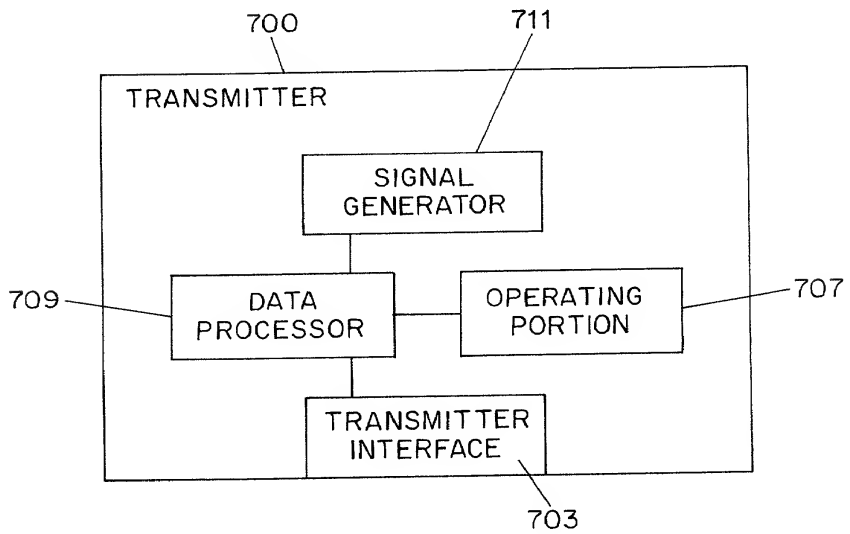 700
711
TRANSMITTER
SIGNAL
GENERATOR
709
DATA
PROCESSOR
OPERATING
PORTION
707
TRANSMITTER
INTERFACE
703